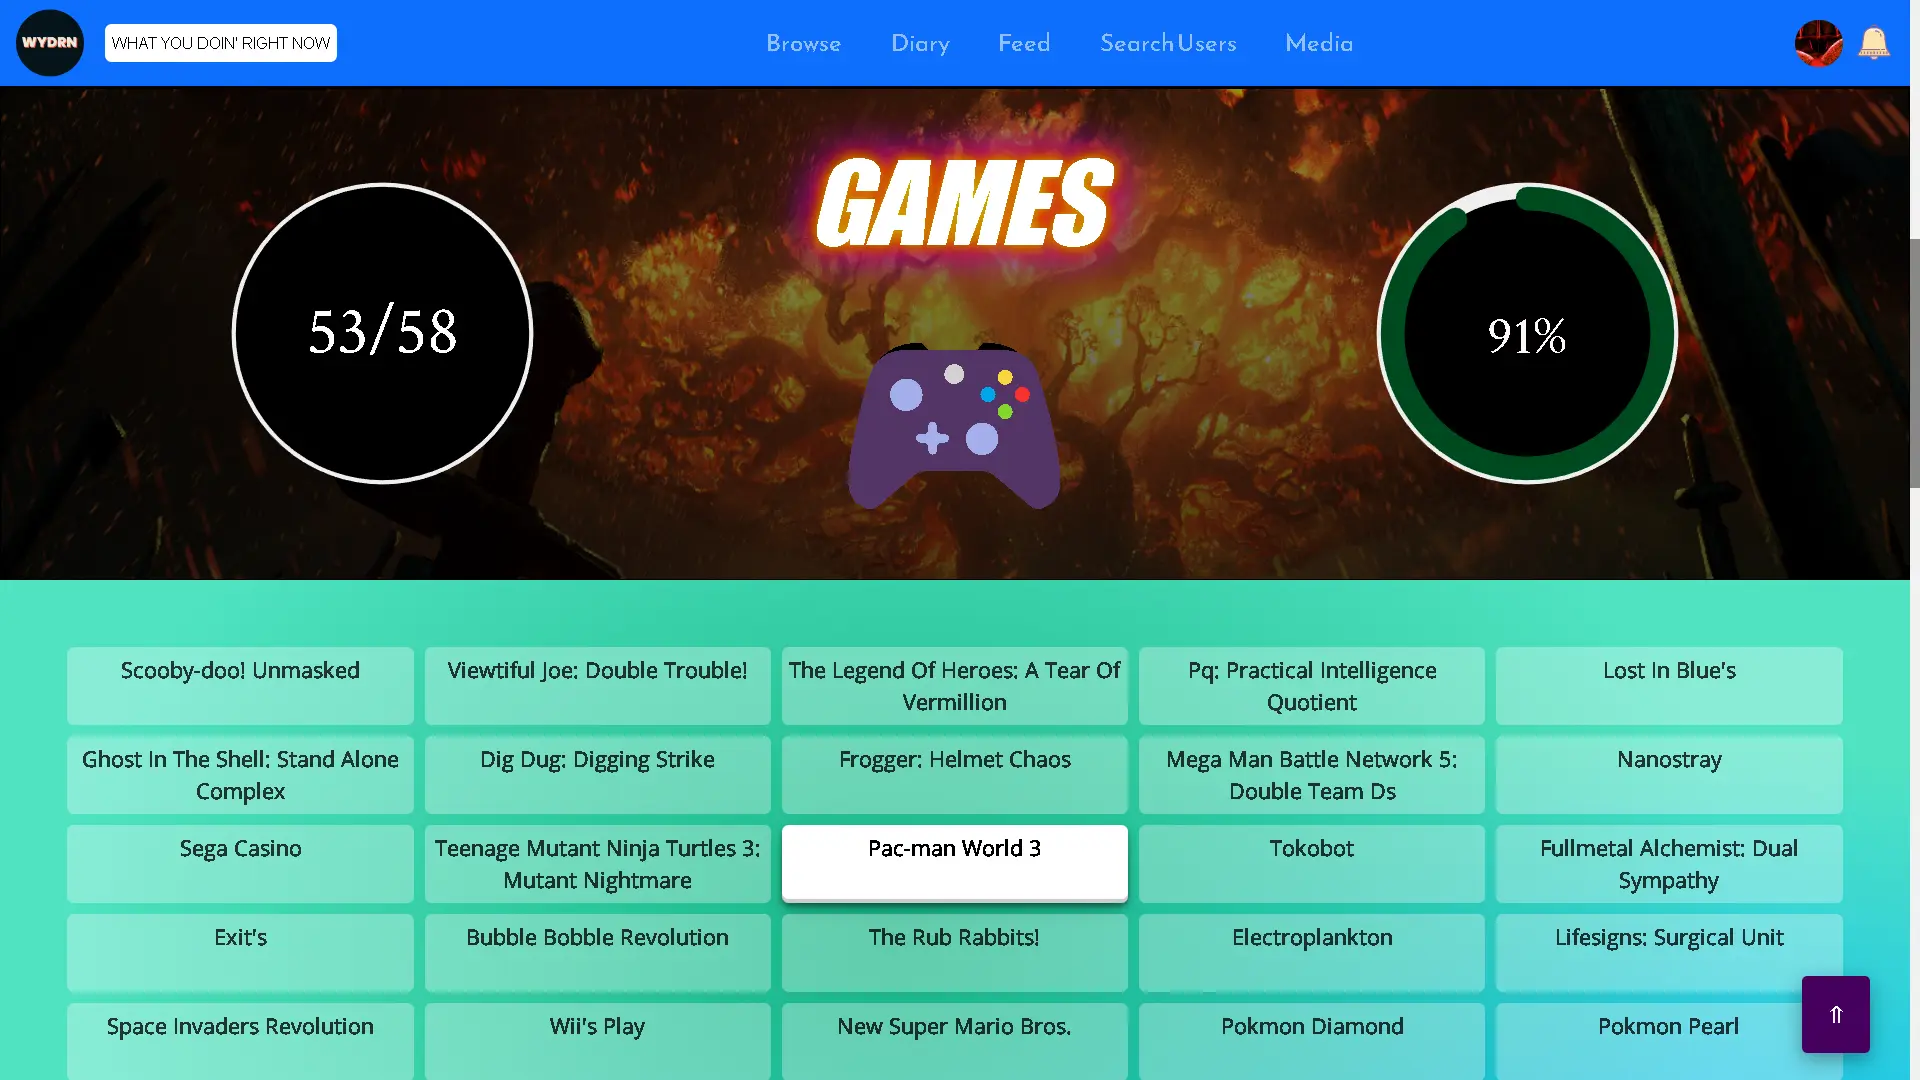 WYDRN
WHAT YOU DOIN' RIGHT NOW
Browse
Diary
Feed
Search Users
Media
GAMES
53/58
91%
Scooby-doo! Unmasked
Viewtiful Joe: Double Trouble!
The Legend Of Heroes: A Tear Of
Vermillion
Pq: Practical Intelligence
Quotient
Lost In Blue's
Ghost In The Shell: Stand Alone
Complex
Dig Dug: Digging Strike
Frogger: Helmet Chaos
Mega Man Battle Network 5:
Double Team Ds
Nanostray
Sega Casino
Teenage Mutant Ninja Turtles 3:
Mutant Nightmare
Pac-man World 3
Tokobot
Fullmetal Alchemist: Dual
Sympathy
Exit's
Bubble Bobble Revolution
The Rub Rabbits!
Electroplankton
Lifesigns: Surgical Unit
Space Invaders Revolution
Wii's Play
New Super Mario Bros.
Pokmon Diamond
Pokmon Pearl
⇑